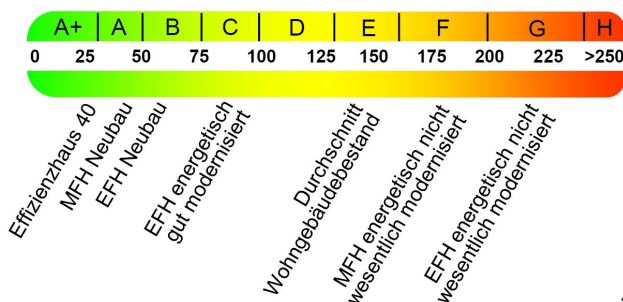 A+ A B C D E F G H
0 25 50 75 100 125 150 175 200 225 >250
Effizienzhaus 40
MFH Neubau
EFH Neubau
EFH energetisch
gut modernisiert
Durchschnitt
Wohngebäudebestand
MFH energetisch nicht
wesentlich modernisiert
EFH energetisch nicht
wesentlich modernisiert